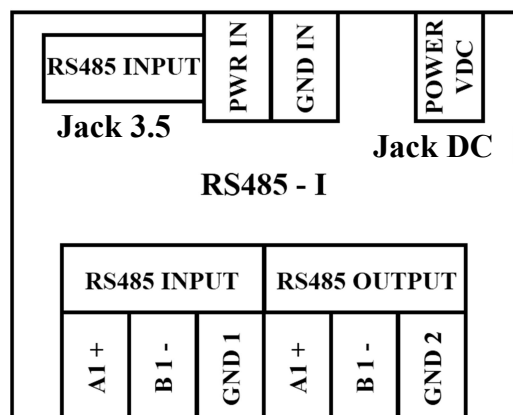 RS485 INPUT
PWR IN
GND IN
POWER
VDC
Jack 3.5
Jack DC
RS485 - I
RS485 INPUT
RS485 OUTPUT
A1 +
B 1 -
GND 1
A1 +
B 1 -
GND 2